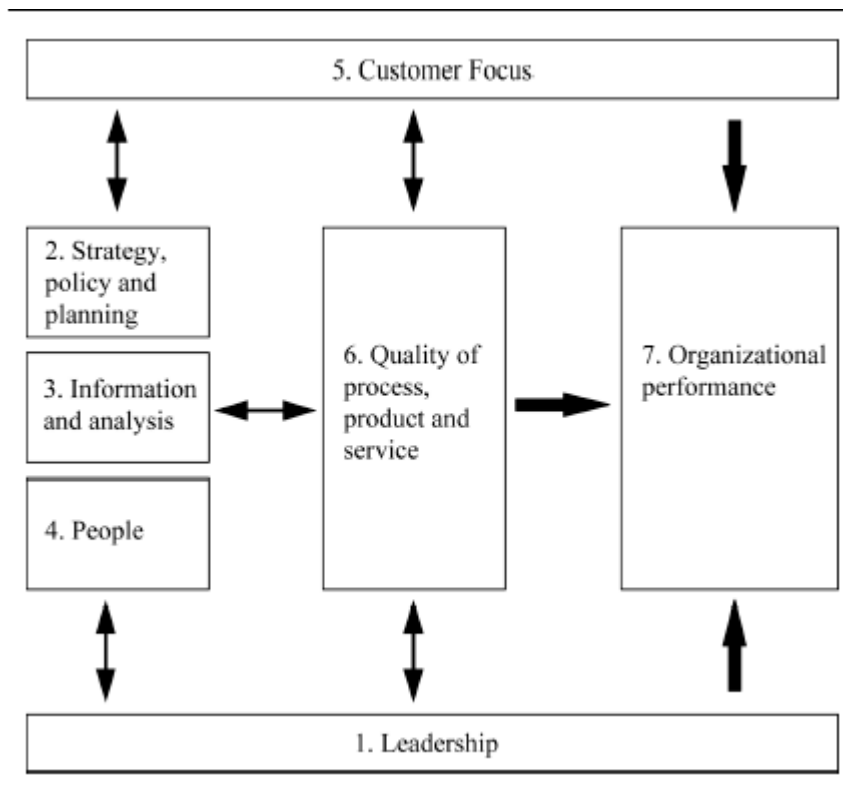 5. Customer Focus
2. Strategy,
policy and
planning
3. Information
and analysis
4. People
6. Quality of
process,
product and
service
7. Organizational
performance
1. Leadership